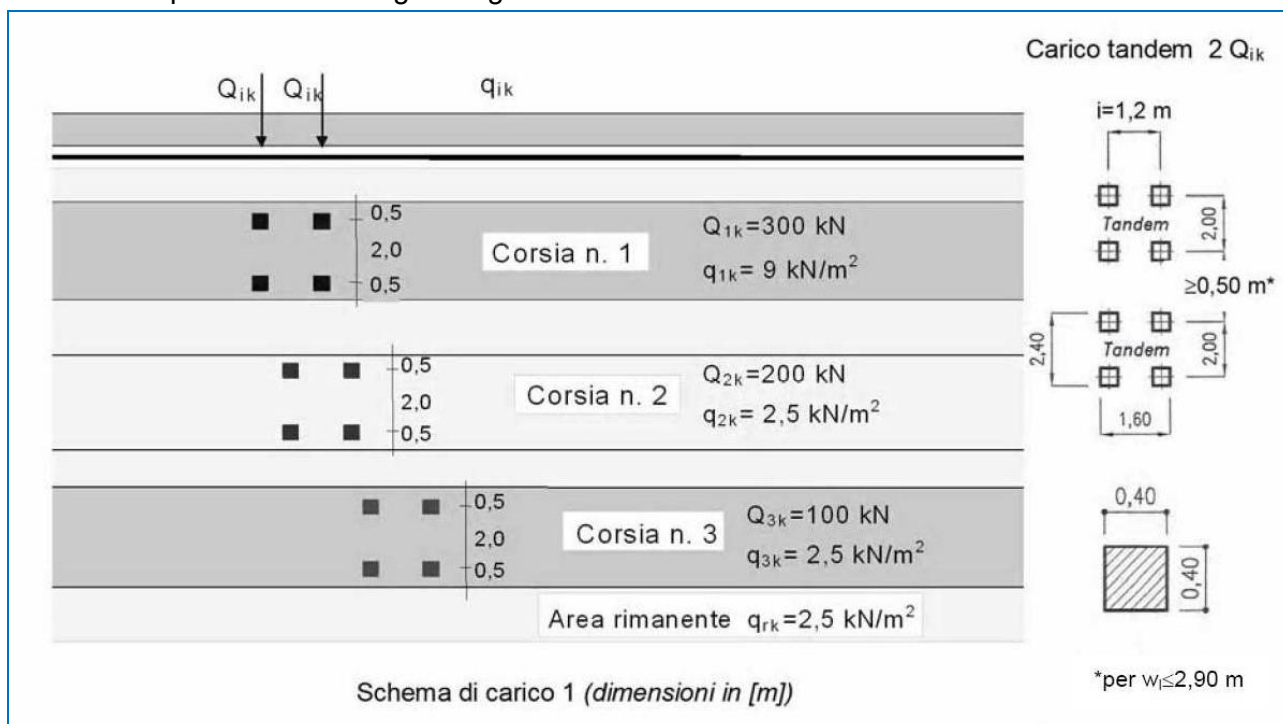 Carico tandem 2 Qik
Qik Qik qik
i=1,2 m
0,5
2,0
0,5
Corsia n. 1
Q1k=300 kN
q1k= 9 kN/m²
Tandem
2,00
≥0,50 m*
0,5
2,0
0,5
Corsia n. 2
Q2k=200 kN
q2k= 2,5 kN/m²
2,40
Tandem
2,00
1,60
0,5
2,0
0,5
Corsia n. 3
Q3k=100 kN
q3k= 2,5 kN/m²
0,40
0,40
Area rimanente qrk=2,5 kN/m²
Schema di carico 1 (dimensioni in [m])
*per wl≤2,90 m